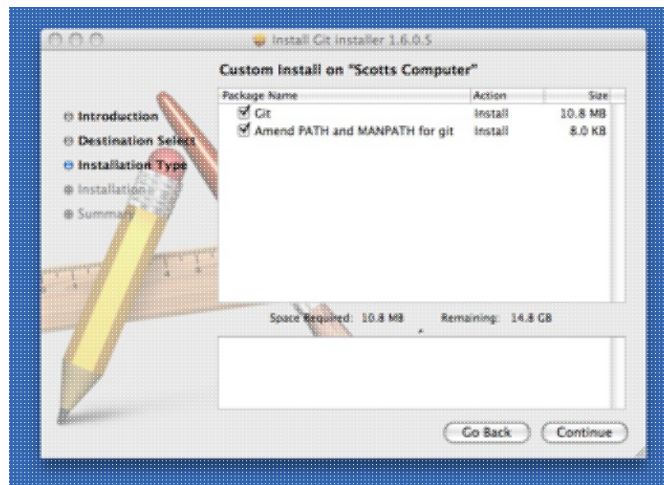 Install Git installer 1.6.0.5
Custom Install on "Scotts Computer"
Introduction
Destination Select
Installation Type
Installation
Summary
Package Name Action Size
Git Install 10.8 MB
Amend PATH and MANPATH for git Install 8.0 KB
Space Required: 10.8 MB Remaining: 14.8 GB
Go Back Continue